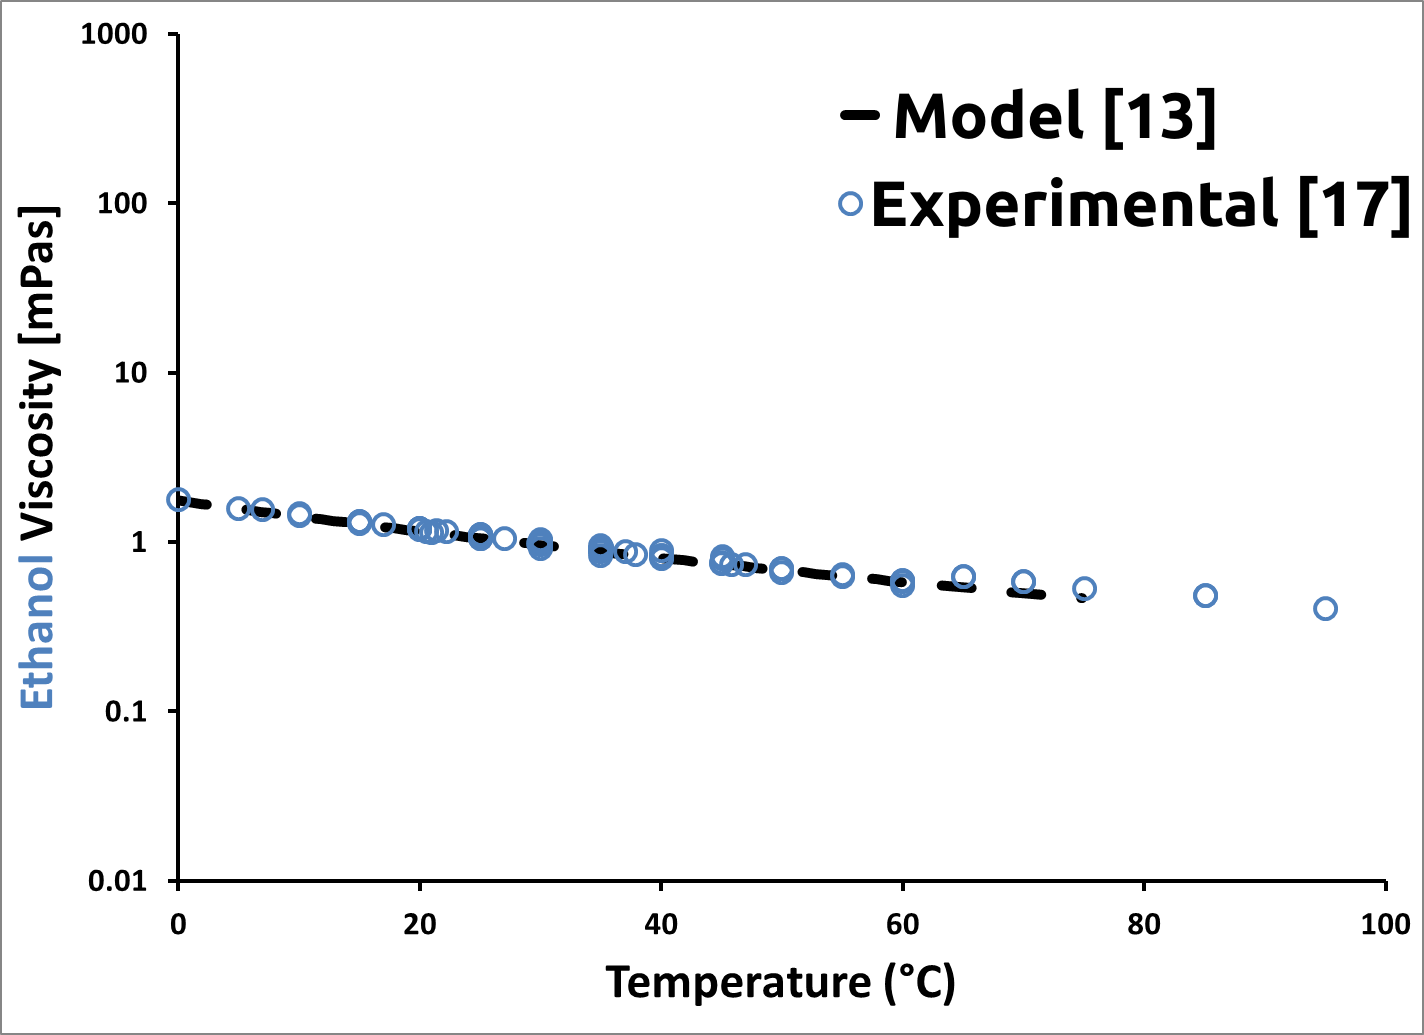 1000
100
10
1
0.1
0.01
Ethanol Viscosity [mPas]
Model [13]
Experimental [17]
0 20 40 60 80 100
Temperature (°C)